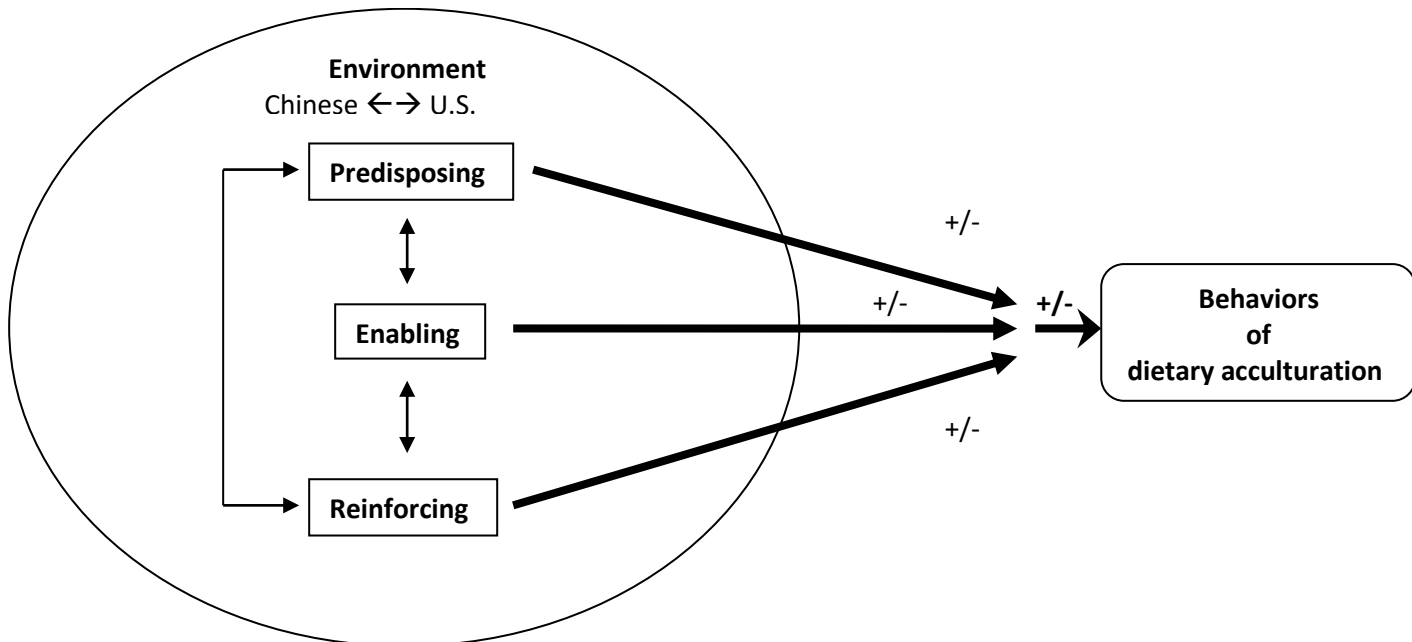 Environment
Chinese ←→ U.S.
Predisposing
+/-
Enabling
+/-
+/-
Behaviors
of
dietary acculturation
Reinforcing
+/-